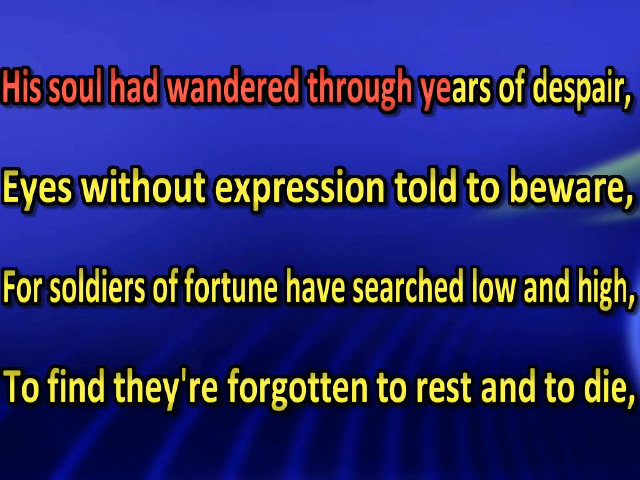 His soul had wandered through years of despair,
Eyes without expression told to beware,
For soldiers of fortune have searched low and high,
To find they're forgotten to rest and to die,